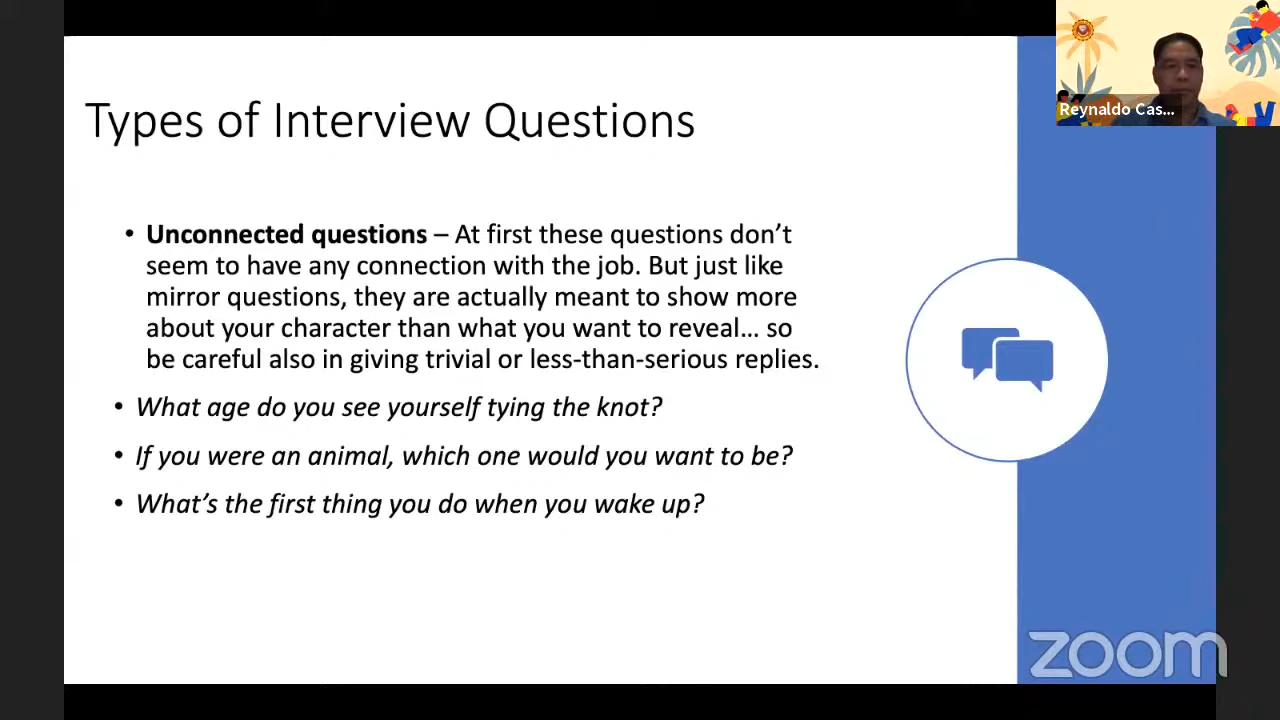 Types of Interview Questions
• Unconnected questions – At first these questions don’t
seem to have any connection with the job. But just like
mirror questions, they are actually meant to show more
about your character than what you want to reveal… so
be careful also in giving trivial or less-than-serious replies.
• What age do you see yourself tying the knot?
• If you were an animal, which one would you want to be?
• What’s the first thing you do when you wake up?
Reynaldo Cas...
zoom